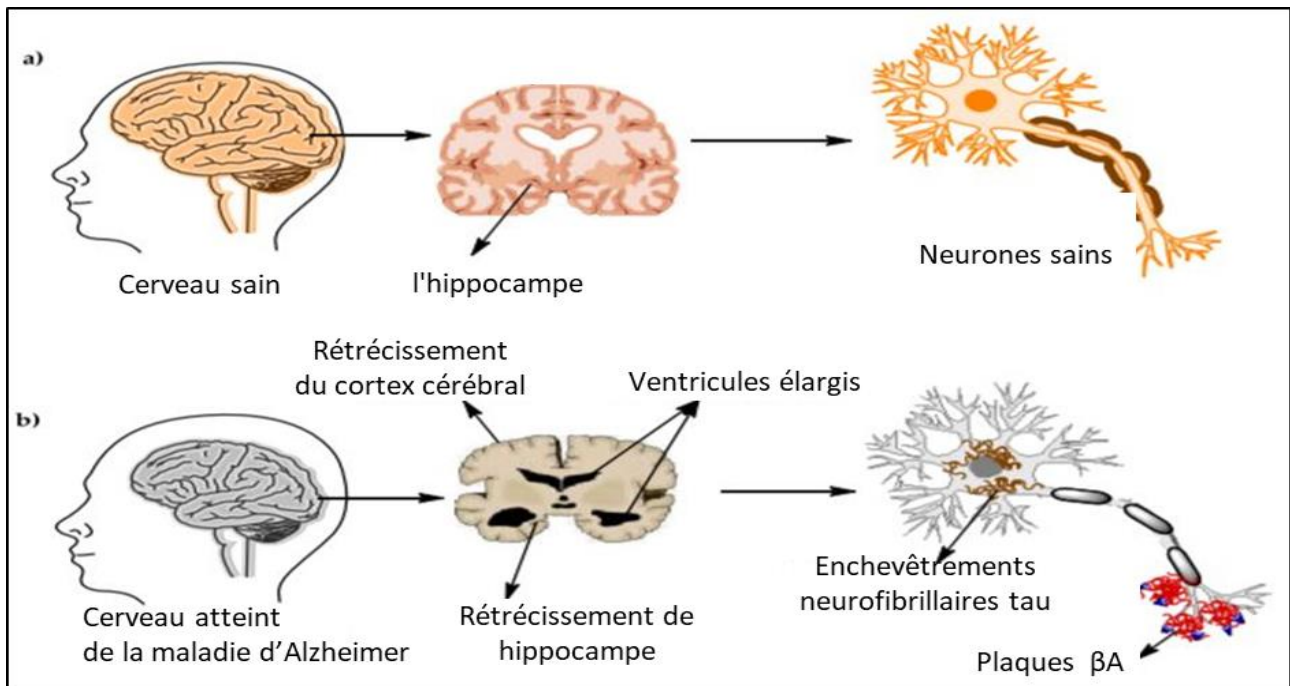 a)
Cerveau sain
l'hippocampe
Neurones sains
Rétrécissement
du cortex cérébral
Ventricules élargis
b)
Cerveau atteint
de la maladie d’Alzheimer
Rétrécissement de
hippocampe
Enchevêtrements
neurofibrillaires tau
Plaques βA